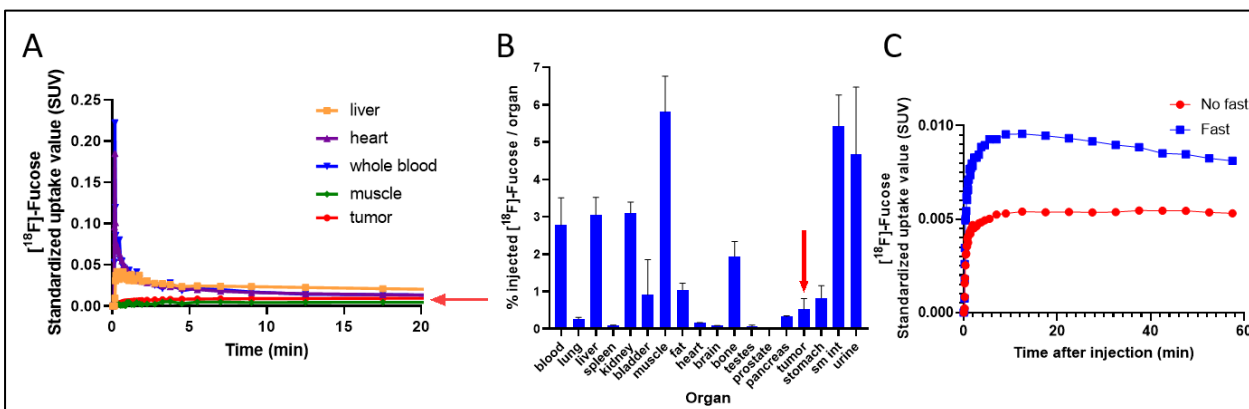 A
[18F]-Fucose
Standardized uptake value (SUV)
0.25
0.20
0.15
0.10
0.05
0.00
0
5
10
15
20
Time (min)
liver
heart
whole blood
muscle
tumor
B
% injected [18F]-Fucose / organ
7
6
5
4
3
2
1
0
blood
lung
liver
spleen
kidney
bladder
muscle
fat
heart
brain
bone
testes
prostate
pancreas
tumor
stomach
sm int
urine
Organ
C
[18F]-Fucose
Standardized uptake value (SUV)
0.010
0.005
0.000
0
20
40
60
Time after injection (min)
No fast
Fast